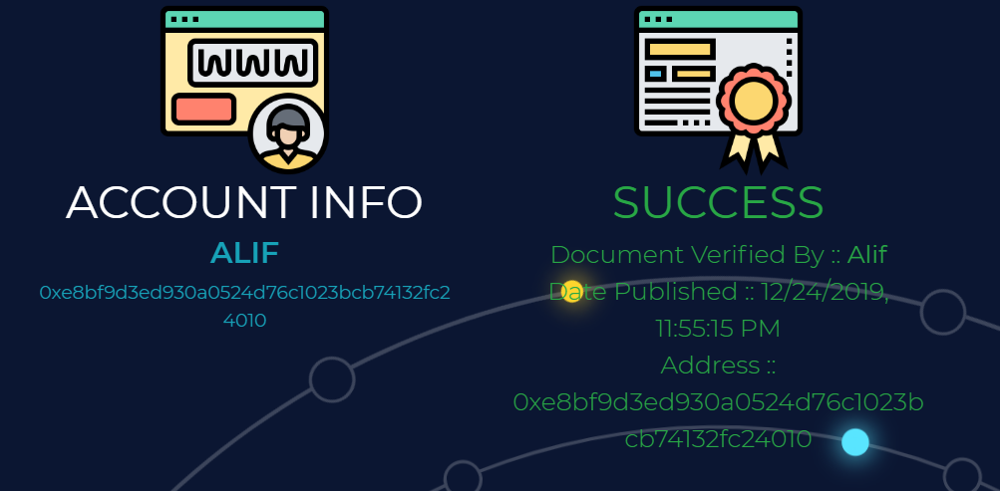 WWW
ACCOUNT INFO
ALIF
0xe8bf9d3ed930a0524d76c1023bcb74132fc2
4010
SUCCESS
Document Verified By :: Alif
Date Published :: 12/24/2019,
11:55:15 PM
Address ::
0xe8bf9d3ed930a0524d76c1023b
cb74132fc24010